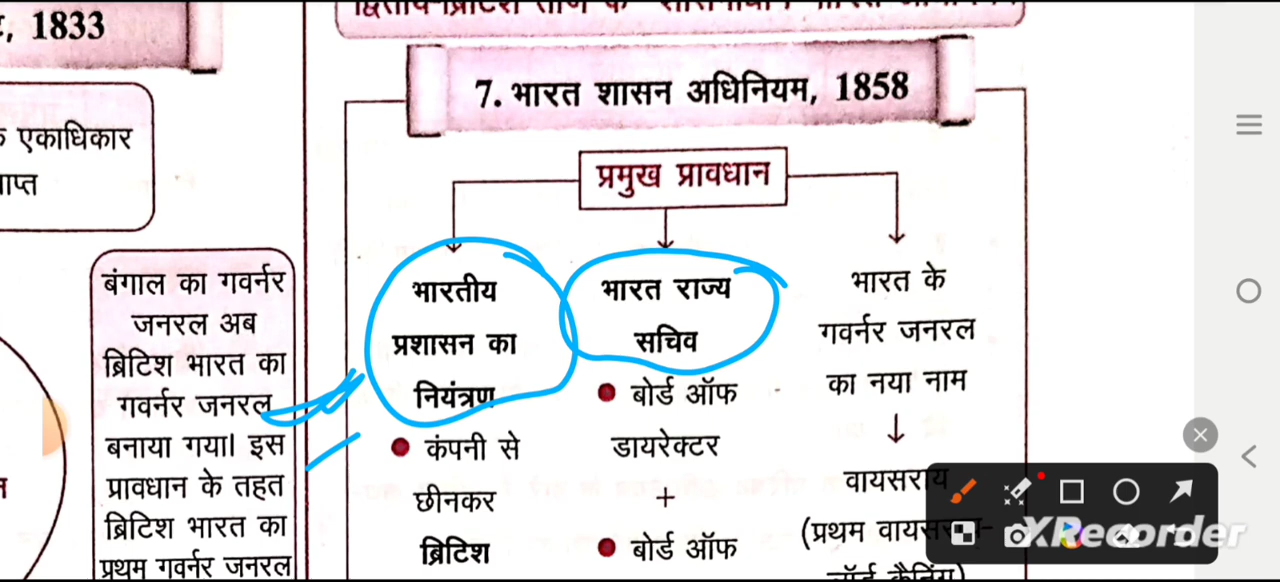 1833
7. भारत शासन अधिनियम, 1858
प्रमुख प्रावधान
एकाधिकार
बंगाल का गवर्नर
जनरल अब
ब्रिटिश भारत का
गवर्नर जनरल
बनाया गया। इस
प्रावधान के तहत
ब्रिटिश भारत का
प्रथम गवर्नर जनरल
भारतीय
प्रशासन का
नियंत्रण
कंपनी से
छीनकर
ब्रिटिश
भारत राज्य
सचिव
बोर्ड ऑफ
डायरेक्टर
+
बोर्ड ऑफ
भारत के
गवर्नर जनरल
का नया नाम
वायसराय
(प्रथम
XRecorder